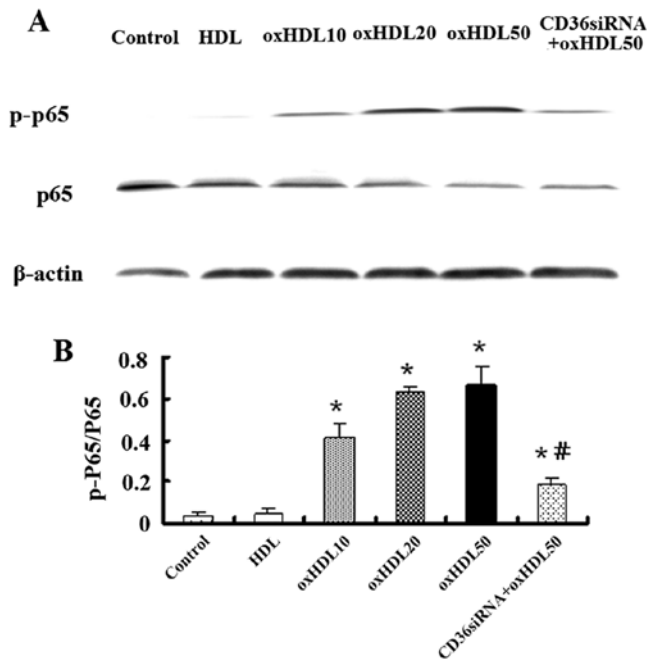 A
Control HDL oxHDL10 oxHDL20 oxHDL50 CD36siRNA
+oxHDL50
p-p65
p65
β-actin
B
p-P65/P65
0.8
0.6
0.4
0.2
0
*
*
*
* #
Control
HDL
oxHDL10
oxHDL20
oxHDL50
CD36siRNA+oxHDL50